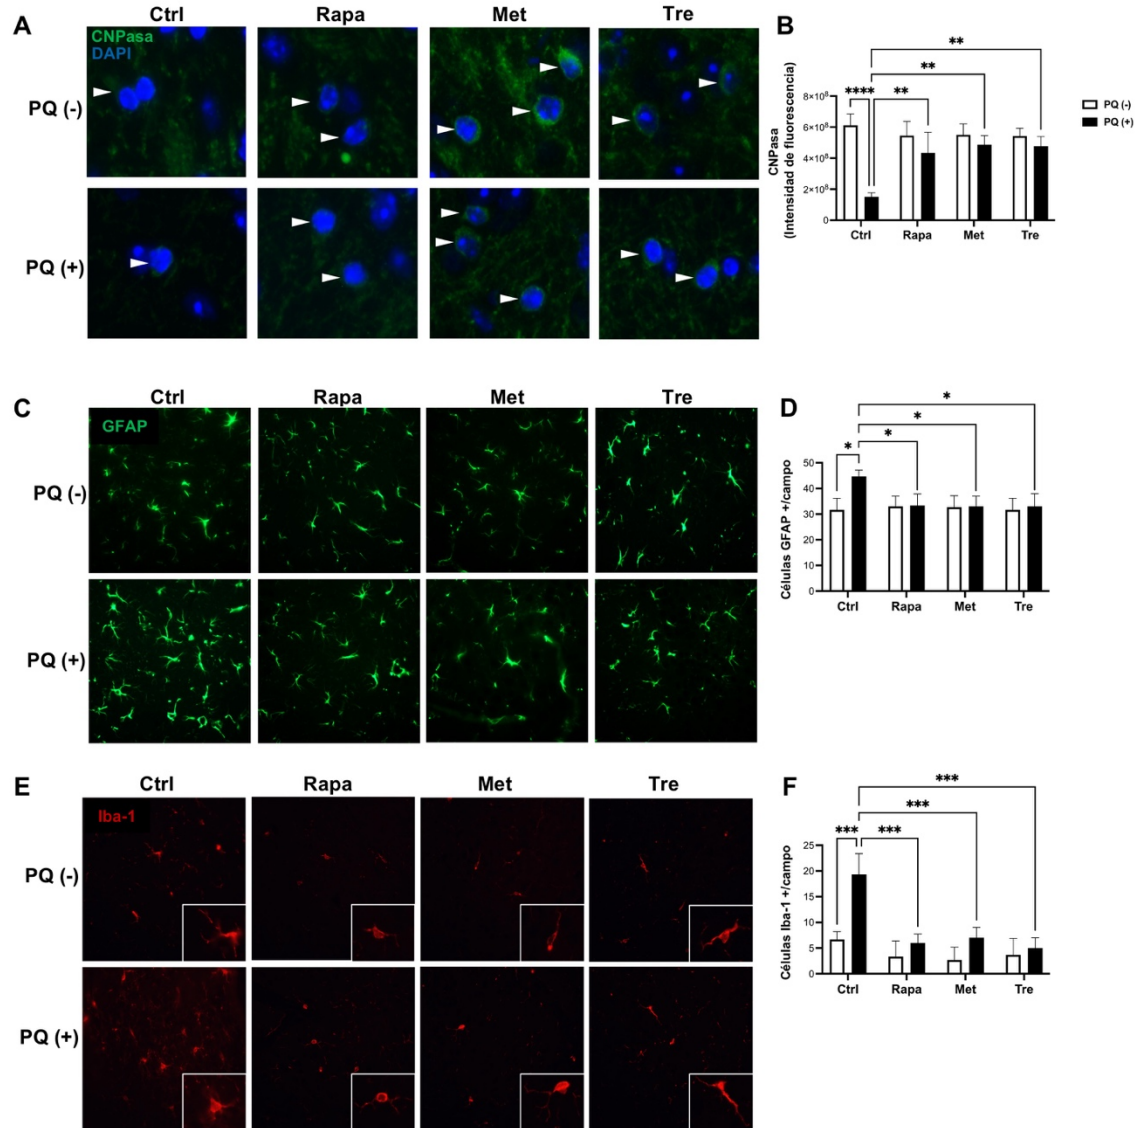 A
Ctrl Rapa Met Tre
CNPasa
DAPI
PQ (-)
PQ (+)
B
**
**
**** **
CNPasa
(Intensidad de fluorescencia)
8×10⁸
6×10⁸
4×10⁸
2×10⁸
0
Ctrl Rapa Met Tre
PQ (-)
PQ (+)
C
Ctrl Rapa Met Tre
GFAP
PQ (-)
PQ (+)
D
*
*
* *
Células GFAP +/campo
50
40
30
20
10
0
Ctrl Rapa Met Tre
E
Ctrl Rapa Met Tre
Iba-1
PQ (-)
PQ (+)
F
***
***
*** ***
Células Iba-1 +/campo
25
20
15
10
5
0
Ctrl Rapa Met Tre